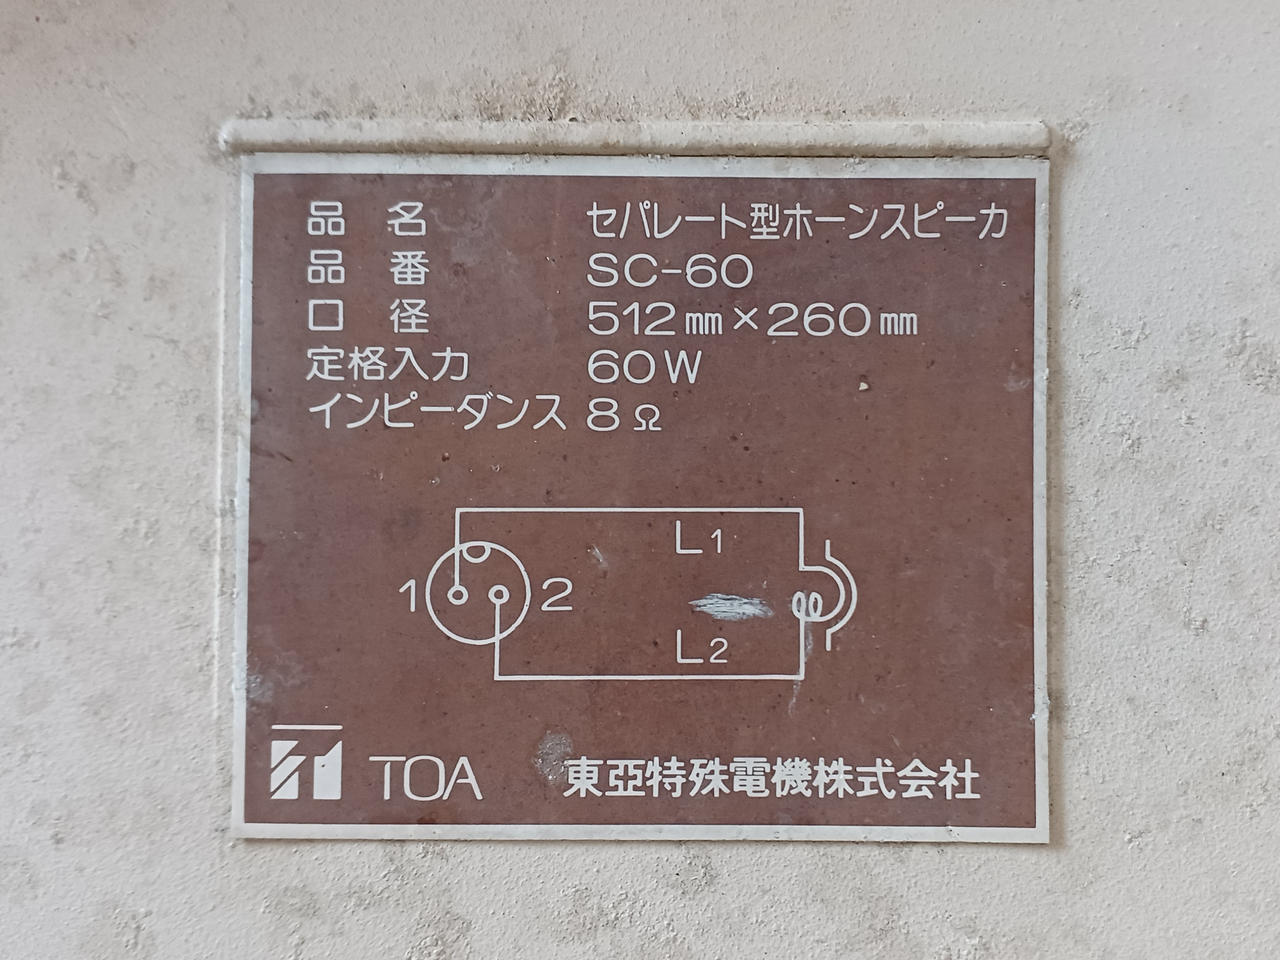 品 名 セパレート型ホーンスピーカ
品 番 SC-60
口 径 512㎜×260㎜
定格入力 60W
インピーダンス 8Ω
L1
1 2
L2
TOA 東亞特殊電機株式会社